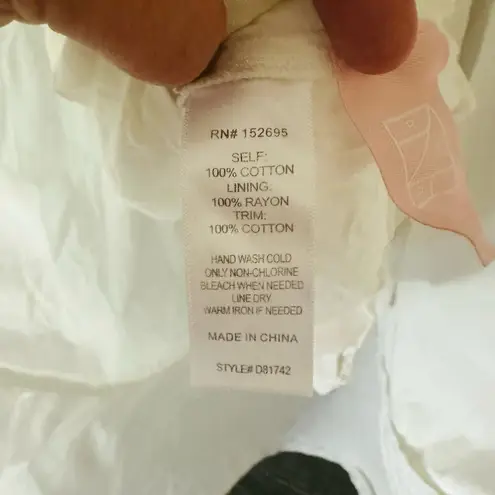 RN# 152695
SELF:
100% COTTON
LINING:
100% RAYON
TRIM:
100% COTTON
HAND WASH COLD
ONLY NON-CHLORINE
BLEACH WHEN NEEDED
LINE DRY
WARM IRON IF NEEDED
MADE IN CHINA
STYLE# D81742